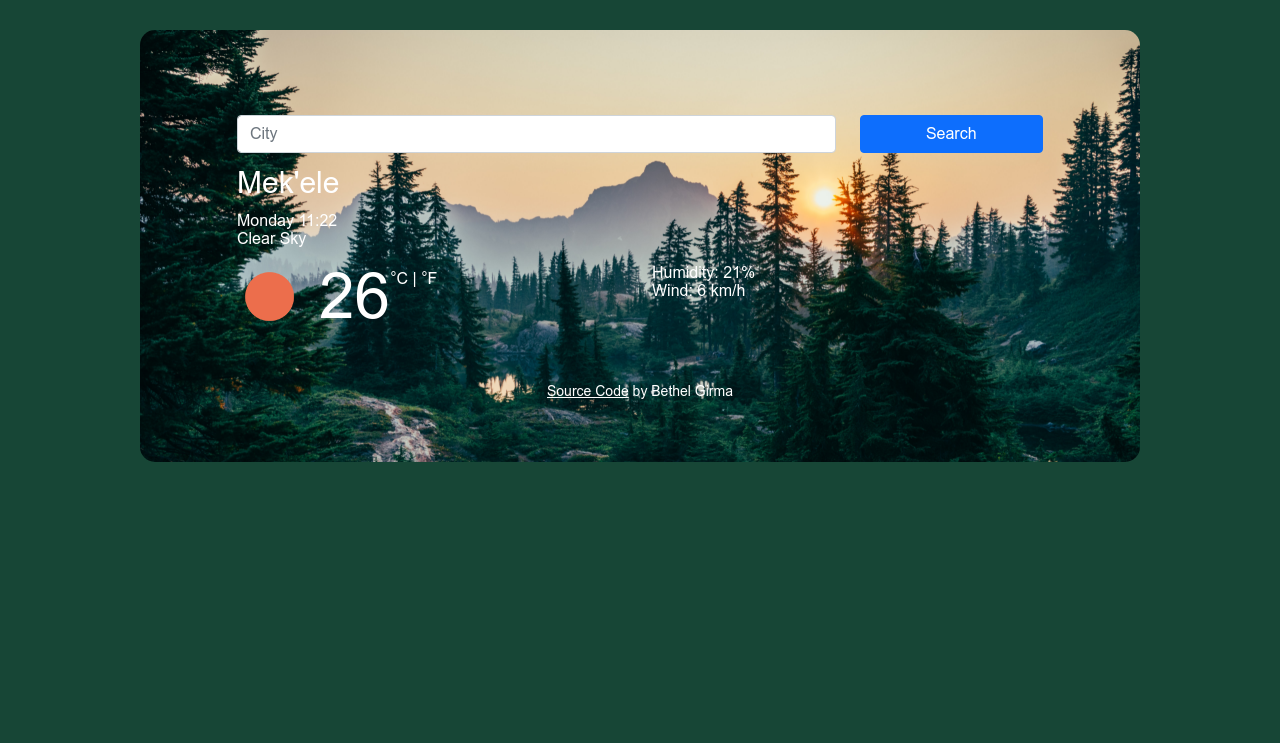 City
Search
Mek'ele
Monday 11:22
Clear Sky
26 °C | °F
Humidity: 21%
Wind: 6 km/h
Source Code by Bethel Girma